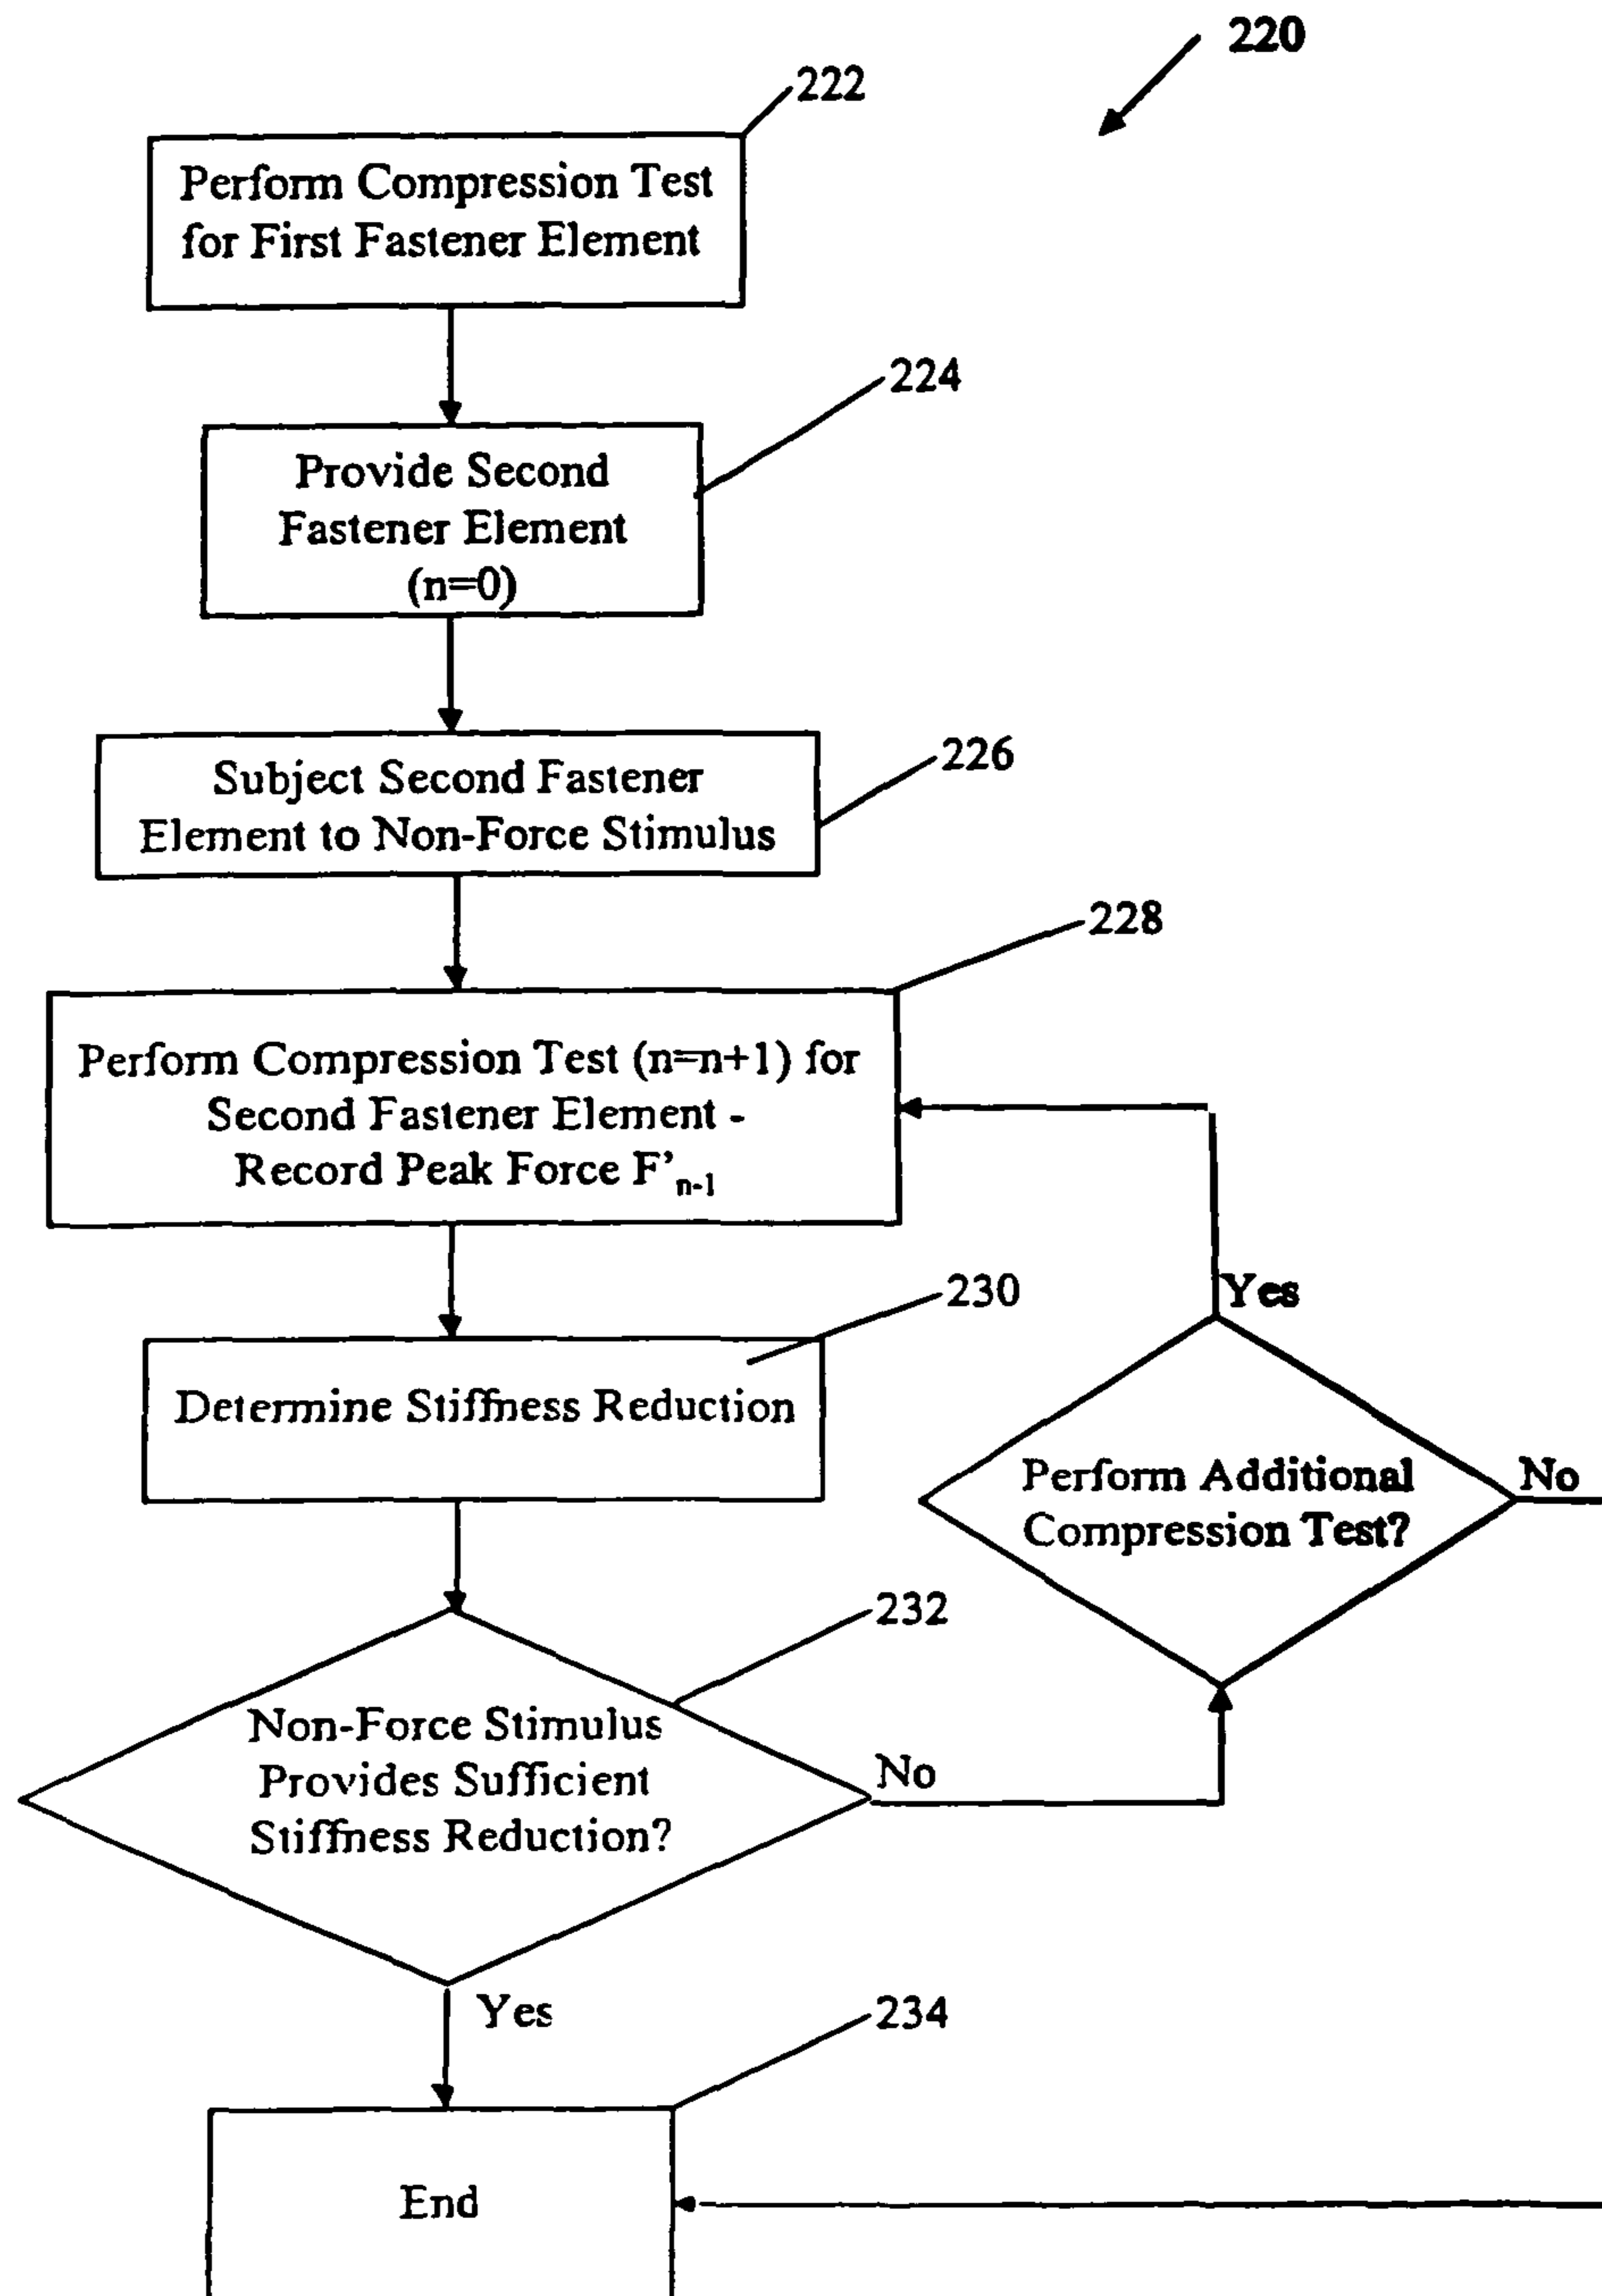 220
222
Perform Compression Test
for First Fastener Element
224
Provide Second
Fastener Element
(n=0)
226
Subject Second Fastener
Element to Non-Force Stimulus
228
Perform Compression Test (n=n+1) for
Second Fastener Element -
Record Peak Force F'n-1
230
Determine Stiffness Reduction
Yes
Perform Additional
Compression Test?
No
232
Non-Force Stimulus
Provides Sufficient
Stiffness Reduction?
No
Yes
234
End